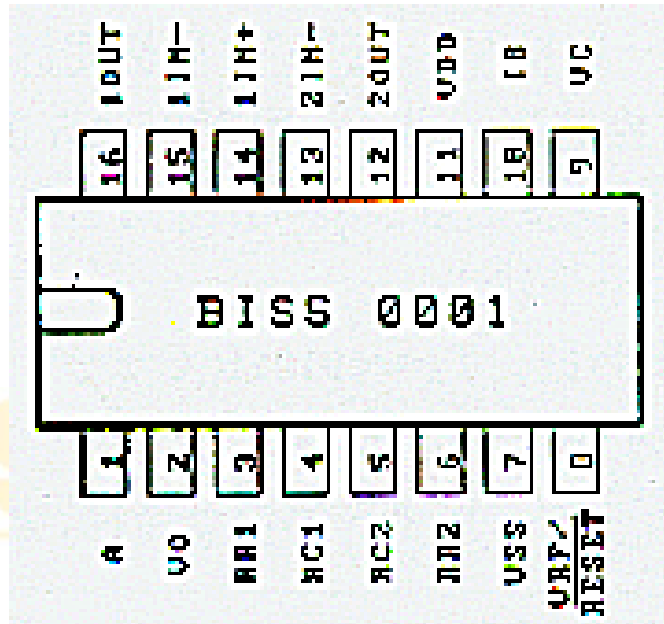 1OUT
1IN-
1IN+
2IN-
2OUT
VDD
IB
VC
16
15
14
13
12
11
10
9
BISS 0001
1
2
3
4
5
6
7
8
A
VO
RR1
RC1
RC2
RR2
VSS
VRF/
RESET